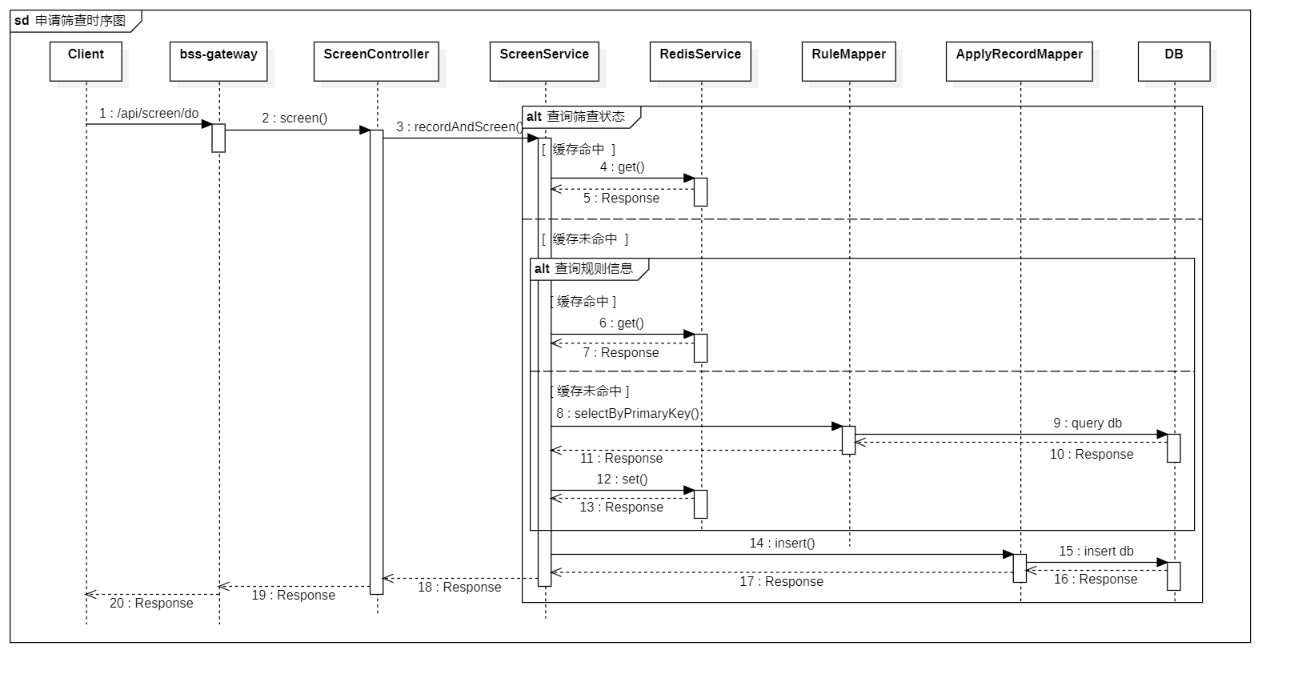 sd 申请筛查时序图
Client
bss-gateway
ScreenController
ScreenService
RedisService
RuleMapper
ApplyRecordMapper
DB
1 : /api/screen/do
2 : screen()
3 : recordAndScreen()
alt 查询筛查状态
[ 缓存命中 ]
4 : get()
5 : Response
[ 缓存未命中 ]
alt 查询规则信息
[ 缓存命中 ]
6 : get()
7 : Response
[ 缓存未命中 ]
8 : selectByPrimaryKey()
9 : query db
10 : Response
11 : Response
12 : set()
13 : Response
14 : insert()
15 : insert db
16 : Response
17 : Response
18 : Response
19 : Response
20 : Response